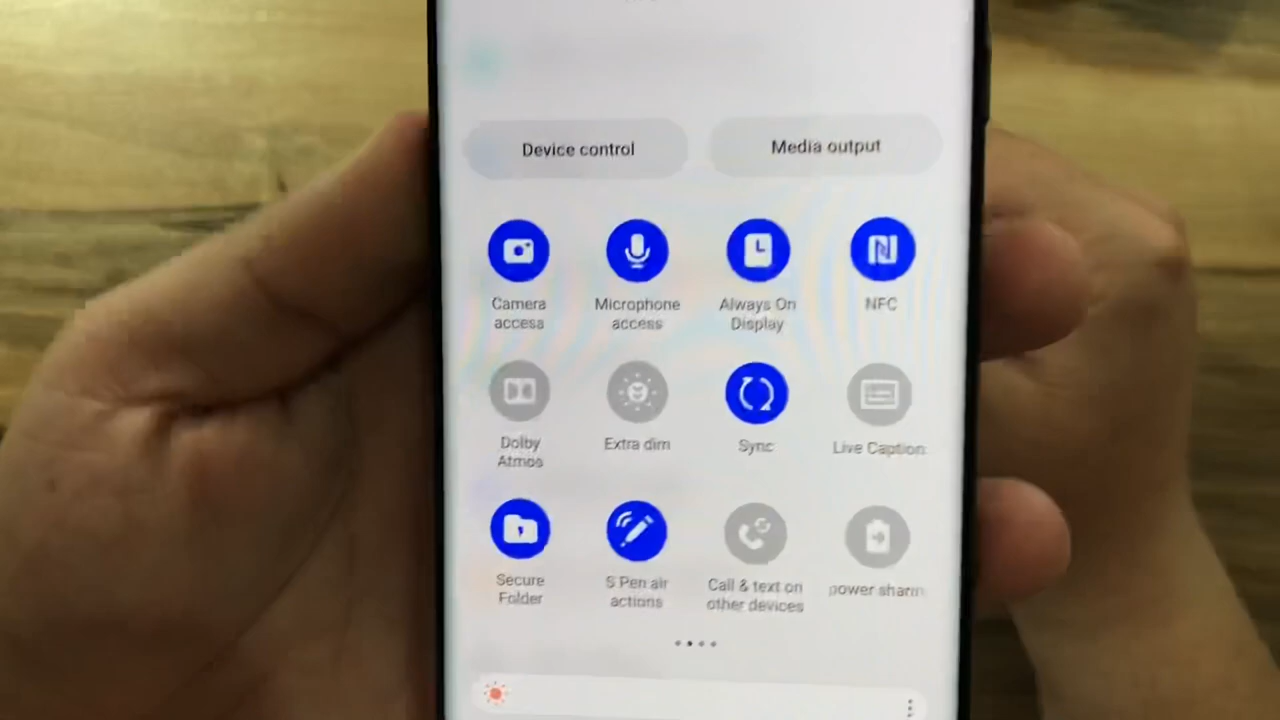 Device control
Media output
Camera
access
Microphone
access
Always On
Display
NFC
Dolby
Atmos
Extra dim
Sync
Live Caption
Secure
Folder
S Pen air
actions
Call & text on
other devices
power sharin